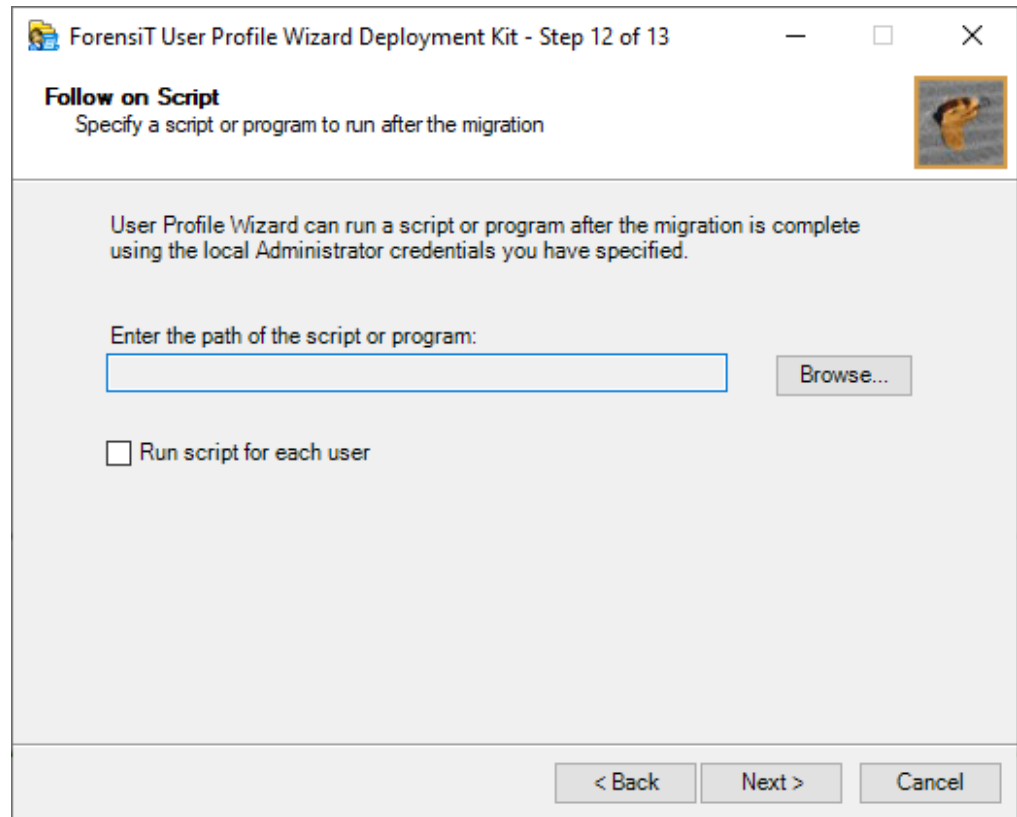 ForensiT User Profile Wizard Deployment Kit - Step 12 of 13
Follow on Script
Specify a script or program to run after the migration
User Profile Wizard can run a script or program after the migration is complete
using the local Administrator credentials you have specified.
Enter the path of the script or program:
Browse...
Run script for each user
< Back
Next >
Cancel